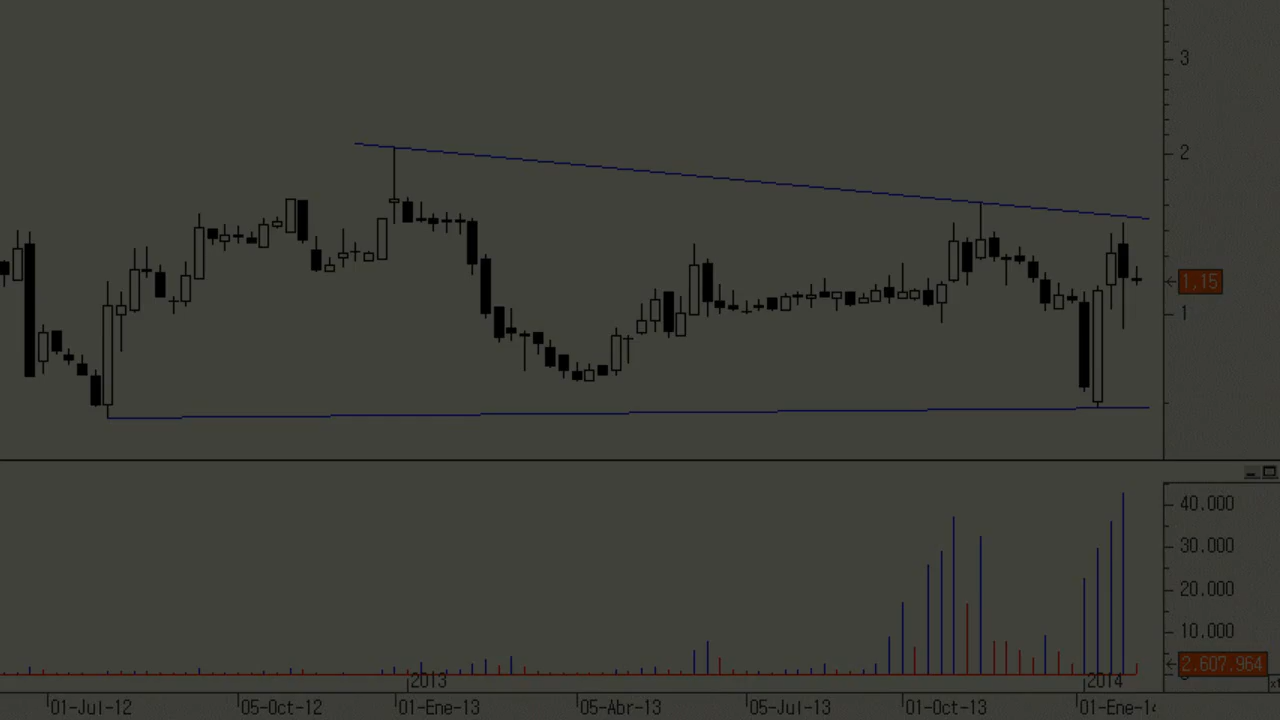 3
2
1,15
1
40.000
30.000
20.000
10.000
2.607.964
2013
2014
01-Jul-12
05-Oct-12
01-Ene-13
05-Abr-13
05-Jul-13
01-Oct-13
01-Ene-14